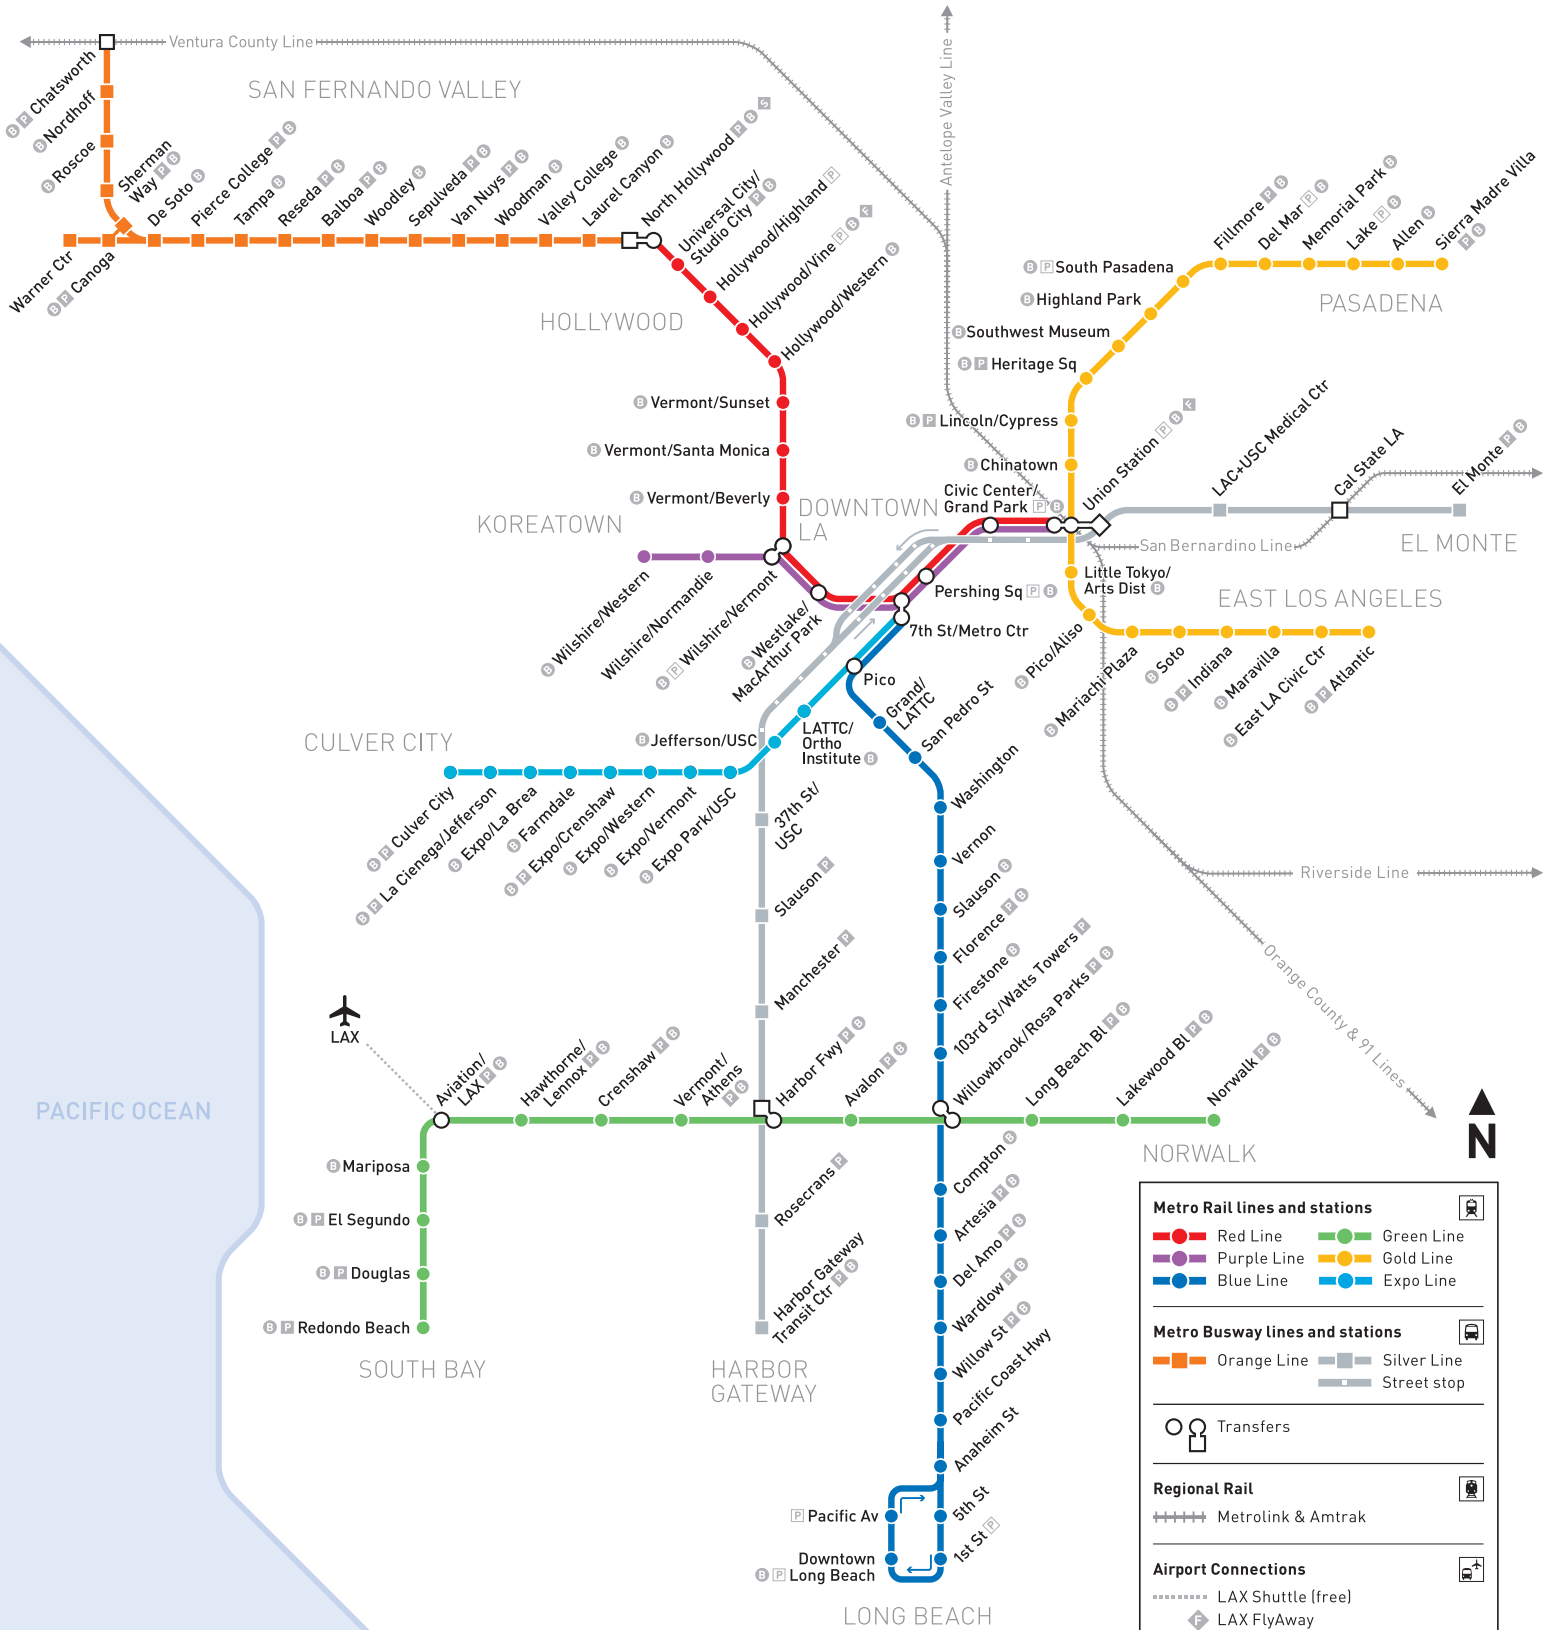 Ventura County Line
Antelope Valley Line
SAN FERNANDO VALLEY
B P Chatsworth
B Nordhoff
B Roscoe
Sherman
Way P B
De Soto B
Pierce College P B
Tampa B
Reseda P B
Balboa P B
Woodley B
Sepulveda P B
Van Nuys P B
Woodman B
Valley College B
Laurel Canyon B
North Hollywood P B S
Warner Ctr
B P Canoga
Universal City/
Studio City P B
Hollywood/Highland P
Hollywood/Vine P B F
Hollywood/Western B
HOLLYWOOD
B Vermont/Sunset
B Vermont/Santa Monica
B Vermont/Beverly
KOREATOWN
DOWNTOWN
LA
Fillmore P B
Del Mar P B
Memorial Park B
Lake P B
Allen B
Sierra Madre Villa
P B
B P South Pasadena
B Highland Park
B Southwest Museum
B P Heritage Sq
B P Lincoln/Cypress
B Chinatown
PASADENA
Civic Center/
Grand Park P B
Union Station P B F
LAC+USC Medical Ctr
Cal State LA
El Monte P B
San Bernardino Line
EL MONTE
B Wilshire/Western
Wilshire/Normandie
B P Wilshire/Vermont
B Westlake/
MacArthur Park
Pershing Sq P B
7th St/Metro Ctr
Little Tokyo/
Arts Dist B
EAST LOS ANGELES
B Pico/Aliso
B Mariachi Plaza
B Soto
B P Indiana
B Maravilla
B East LA Civic Ctr
B P Atlantic
Pico
Grand/
LATTC
San Pedro St
Washington
Vernon
Slauson B
Florence P B
Firestone B
103rd St/Watts Towers P
Willowbrook/Rosa Parks P B
CULVER CITY
B Jefferson/USC
LATTC/
Ortho
Institute B
B P Culver City
B P La Cienega/Jefferson
B Expo/La Brea
B Farmdale
B P Expo/Crenshaw
B Expo/Western
B Expo/Vermont
B Expo Park/USC
37th St/
USC
Slauson P
Manchester P
Riverside Line
Orange County & 91 Lines
LAX
PACIFIC OCEAN
Aviation/
LAX P B
Hawthorne/
Lennox P B
Crenshaw P B
Vermont/
Athens
P B
Harbor Fwy P B
Avalon P B
Long Beach Bl P B
Lakewood Bl P B
Norwalk P B
NORWALK
N
B Mariposa
B P El Segundo
B P Douglas
B P Redondo Beach
SOUTH BAY
Rosecrans P
Harbor Gateway
Transit Ctr P B
HARBOR
GATEWAY
Compton B
Artesia P B
Del Amo P B
Wardlow P B
Willow St P B
Pacific Coast Hwy
Anaheim St
5th St
1st St P
P Pacific Av
Downtown
B P Long Beach
LONG BEACH
Metro Rail lines and stations
Red Line
Green Line
Purple Line
Gold Line
Blue Line
Expo Line
Metro Busway lines and stations
Orange Line
Silver Line
Street stop
Transfers
Regional Rail
Metrolink & Amtrak
Airport Connections
LAX Shuttle (free)
F LAX FlyAway